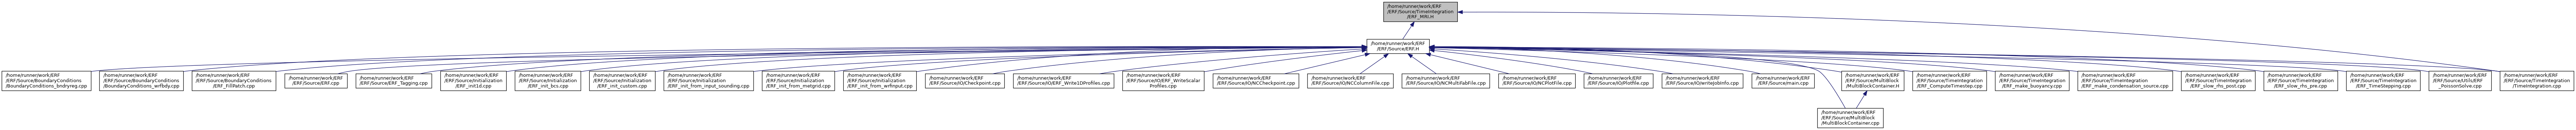 /home/runner/work/ERF
/ERF/Source/TimeIntegration
/ERF_MRI.H
/home/runner/work/ERF
/ERF/Source/ERF.H
/home/runner/work/ERF
/ERF/Source/BoundaryConditions
/BoundaryConditions_bndryreg.cpp
/home/runner/work/ERF
/ERF/Source/BoundaryConditions
/BoundaryConditions_wrfbdy.cpp
/home/runner/work/ERF
/ERF/Source/BoundaryConditions
/ERF_FillPatch.cpp
/home/runner/work/ERF
/ERF/Source/ERF.cpp
/home/runner/work/ERF
/ERF/Source/ERF_Tagging.cpp
/home/runner/work/ERF
/ERF/Source/Initialization
/ERF_init1d.cpp
/home/runner/work/ERF
/ERF/Source/Initialization
/ERF_init_bcs.cpp
/home/runner/work/ERF
/ERF/Source/Initialization
/ERF_init_custom.cpp
/home/runner/work/ERF
/ERF/Source/Initialization
/ERF_init_from_input_sounding.cpp
/home/runner/work/ERF
/ERF/Source/Initialization
/ERF_init_from_metgrid.cpp
/home/runner/work/ERF
/ERF/Source/Initialization
/ERF_init_from_wrfinput.cpp
/home/runner/work/ERF
/ERF/Source/IO/Checkpoint.cpp
/home/runner/work/ERF
/ERF/Source/IO/ERF_Write1DProfiles.cpp
/home/runner/work/ERF
/ERF/Source/IO/ERF_WriteScalar
Profiles.cpp
/home/runner/work/ERF
/ERF/Source/IO/NCCheckpoint.cpp
/home/runner/work/ERF
/ERF/Source/IO/NCColumnFile.cpp
/home/runner/work/ERF
/ERF/Source/IO/NCMultiFabFile.cpp
/home/runner/work/ERF
/ERF/Source/IO/NCPlotFile.cpp
/home/runner/work/ERF
/ERF/Source/IO/Plotfile.cpp
/home/runner/work/ERF
/ERF/Source/IO/writeJobInfo.cpp
/home/runner/work/ERF
/ERF/Source/main.cpp
/home/runner/work/ERF
/ERF/Source/MultiBlock
/MultiBlockContainer.H
/home/runner/work/ERF
/ERF/Source/TimeIntegration
/ERF_ComputeTimestep.cpp
/home/runner/work/ERF
/ERF/Source/TimeIntegration
/ERF_make_buoyancy.cpp
/home/runner/work/ERF
/ERF/Source/TimeIntegration
/ERF_make_condensation_source.cpp
/home/runner/work/ERF
/ERF/Source/TimeIntegration
/ERF_slow_rhs_post.cpp
/home/runner/work/ERF
/ERF/Source/TimeIntegration
/ERF_slow_rhs_pre.cpp
/home/runner/work/ERF
/ERF/Source/TimeIntegration
/ERF_TimeStepping.cpp
/home/runner/work/ERF
/ERF/Source/Utils/ERF
_PoissonSolve.cpp
/home/runner/work/ERF
/ERF/Source/TimeIntegration
/TimeIntegration.cpp
/home/runner/work/ERF
/ERF/Source/MultiBlock
/MultiBlockContainer.cpp